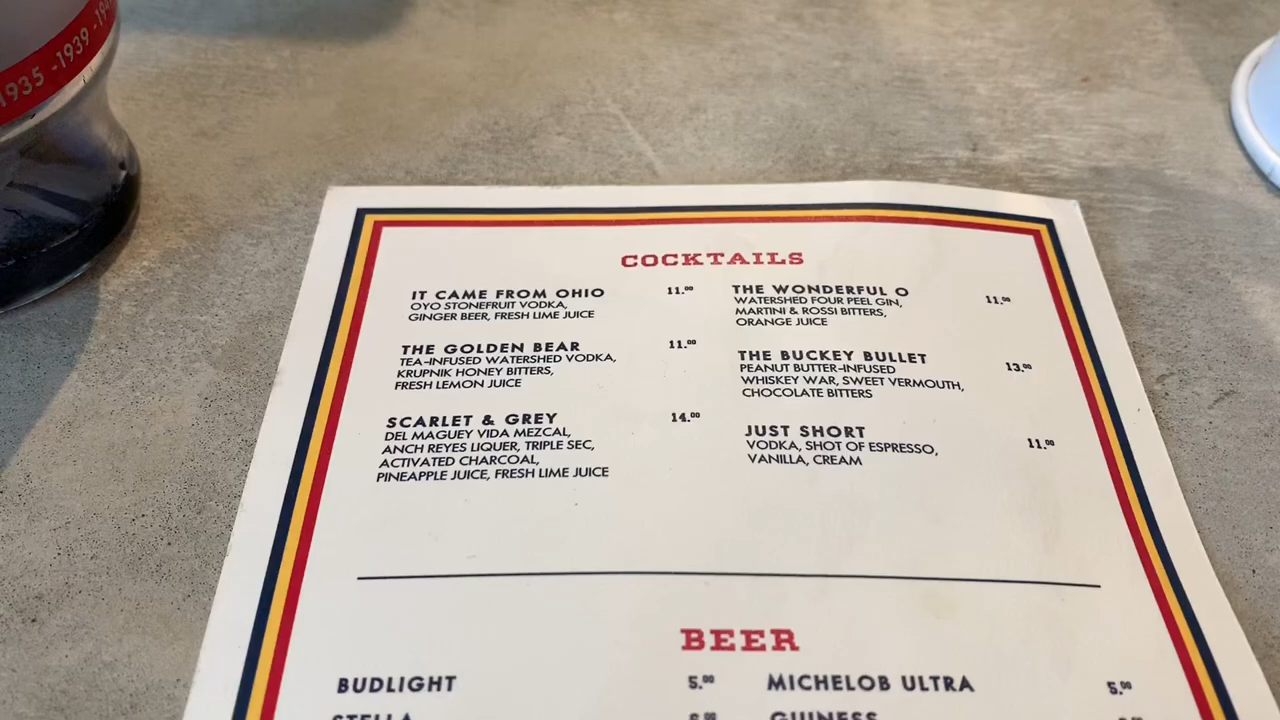 1935 -1939 -194
COCKTAILS
IT CAME FROM OHIO 11.00
OYO STONEFRUIT VODKA,
GINGER BEER, FRESH LIME JUICE
THE GOLDEN BEAR 11.00
TEA-INFUSED WATERSHED VODKA,
KRUPNIK HONEY BITTERS,
FRESH LEMON JUICE
SCARLET & GREY 14.00
DEL MAGUEY VIDA MEZCAL,
ANCH REYES LIQUER, TRIPLE SEC,
ACTIVATED CHARCOAL,
PINEAPPLE JUICE, FRESH LIME JUICE
THE WONDERFUL O 11.00
WATERSHED FOUR PEEL GIN,
MARTINI & ROSSI BITTERS,
ORANGE JUICE
THE BUCKEY BULLET 13.00
PEANUT BUTTER-INFUSED
WHISKEY WAR, SWEET VERMOUTH,
CHOCOLATE BITTERS
JUST SHORT 11.00
VODKA, SHOT OF ESPRESSO,
VANILLA, CREAM
BEER
BUDLIGHT 5.00
MICHELOB ULTRA 5.00
STELLA
GUINESS